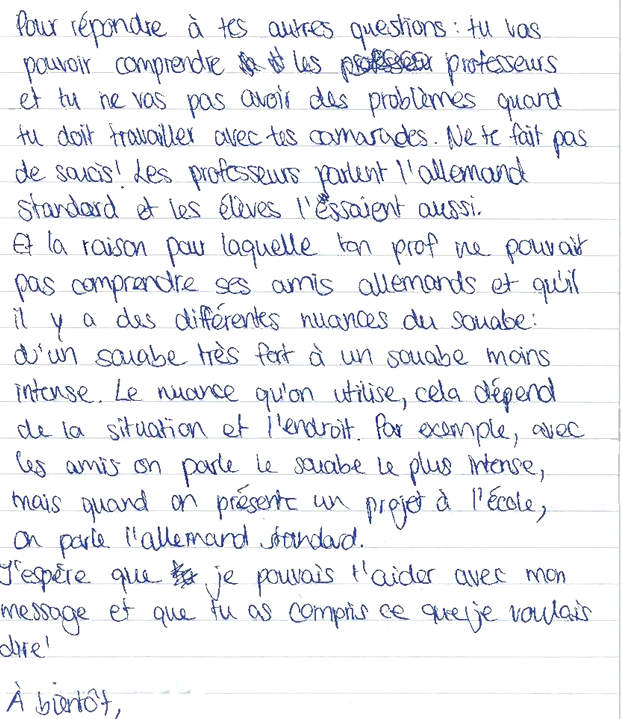 Pour répondre à tes autres questions: tu vas
pouvoir comprendre les professeurs
et tu ne vas pas avoir des problèmes quand
tu doit travailler avec tes camarades. Ne te fait pas
de soucis! Les professeurs parlent l'allemand
standard et les élèves l'essaient aussi.
Et la raison pour laquelle ton prof ne pouvait
pas comprendre ses amis allemands et qu'il
il y a des différentes nuances du souabe:
d'un souabe très fort à un souabe moins
intense. Le nuance qu'on utilise, cela dépend
de la situation et l'endroit. Par exemple, avec
les amis on parle le souabe le plus intense,
mais quand on présente un projet à l'école,
on parle l'allemand standard.
J'espère que je pouvais t'aider avec mon
message et que tu as compris ce que je voulais
dire!
À bientôt,